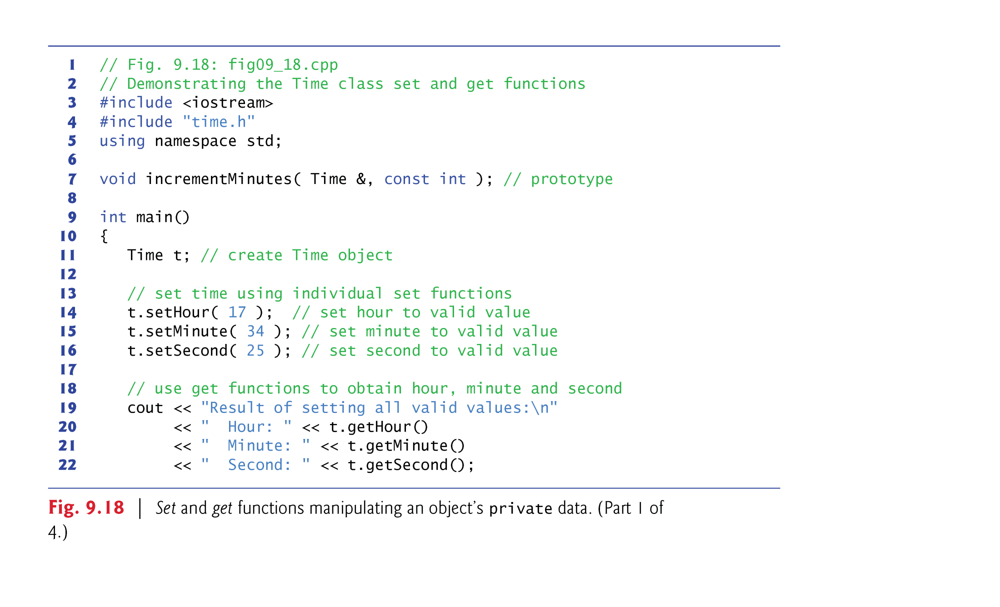 1 // Fig. 9.18: fig09_18.cpp
2 // Demonstrating the Time class set and get functions
3 #include <iostream>
4 #include "time.h"
5 using namespace std;
6
7 void incrementMinutes( Time &, const int ); // prototype
8
9 int main()
10 {
11    Time t; // create Time object
12
13    // set time using individual set functions
14    t.setHour( 17 );  // set hour to valid value
15    t.setMinute( 34 ); // set minute to valid value
16    t.setSecond( 25 ); // set second to valid value
17
18    // use get functions to obtain hour, minute and second
19    cout << "Result of setting all valid values:\n"
20         << "  Hour: " << t.getHour()
21         << "  Minute: " << t.getMinute()
22         << "  Second: " << t.getSecond();
Fig. 9.18 | Set and get functions manipulating an object’s private data. (Part 1 of
4.)